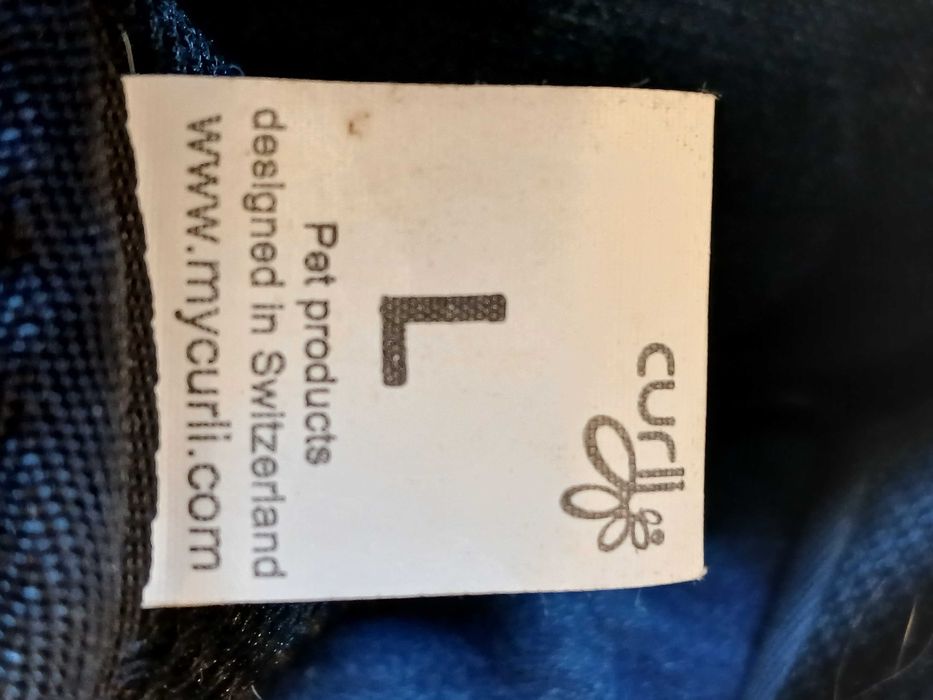 curli
L
Pet products
designed in Switzerland
www.mycurli.com